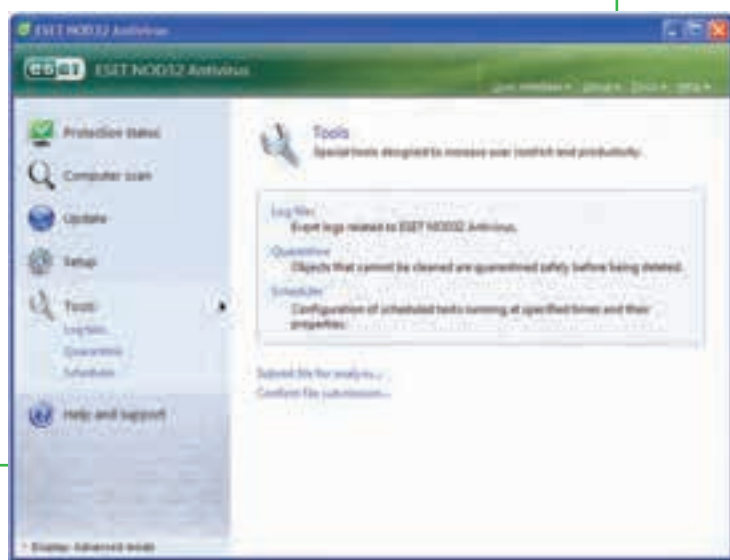 ESET NOD32 Antivirus
eset ESET NOD32 Antivirus
Protection status
Computer scan
Update
Setup
Tools
Log files
Quarantine
Scheduler
Help and support
Display: Advanced mode
Tools
Special tools designed to increase user comfort and productivity.
Log files
Event logs related to ESET NOD32 Antivirus.
Quarantine
Objects that cannot be cleaned are quarantined safely before being deleted.
Scheduler
Configuration of scheduled tasks running at specified times and their
properties.
Submit file for analysis...